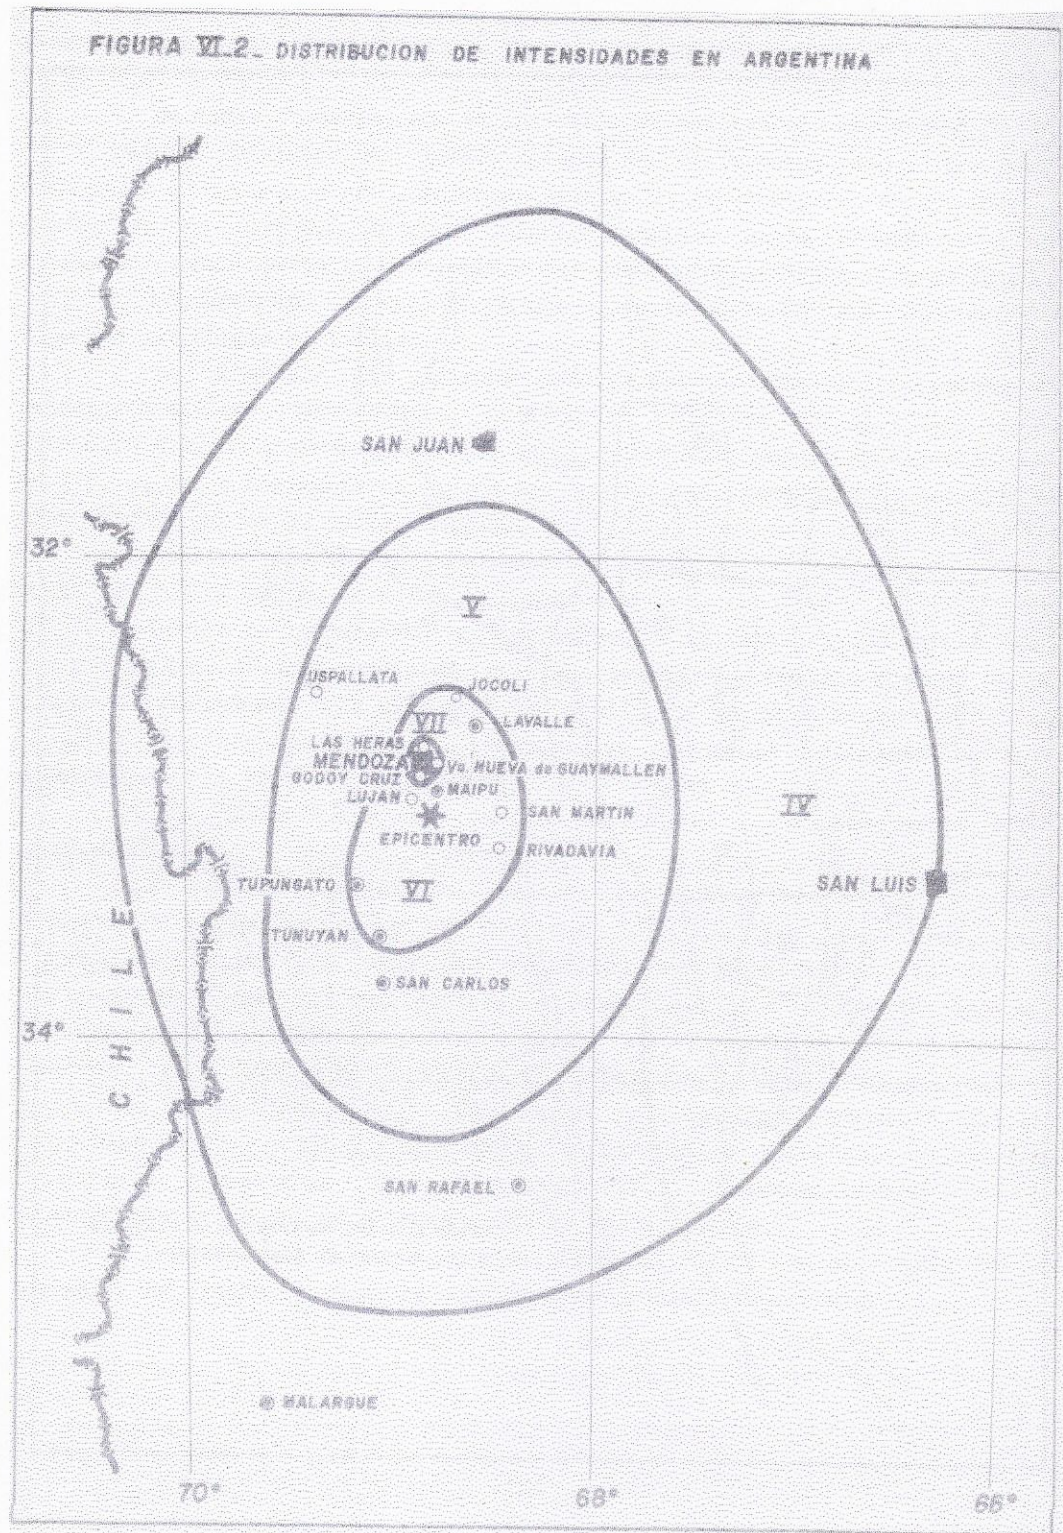 FIGURA VI-2- DISTRIBUCION DE INTENSIDADES EN ARGENTINA
SAN JUAN
32°
V
USPALLATA
JOCOLI
VII
LAVALLE
LAS HERAS
MENDOZA
Va. NUEVA de GUAYMALLEN
GODOY CRUZ
MAIPU
LUJAN
SAN MARTIN
IV
EPICENTRO
RIVADAVIA
TUPUNGATO
VI
SAN LUIS
TUNUYAN
SAN CARLOS
CHILE
34°
SAN RAFAEL
MALARGUE
70°
68°
66°